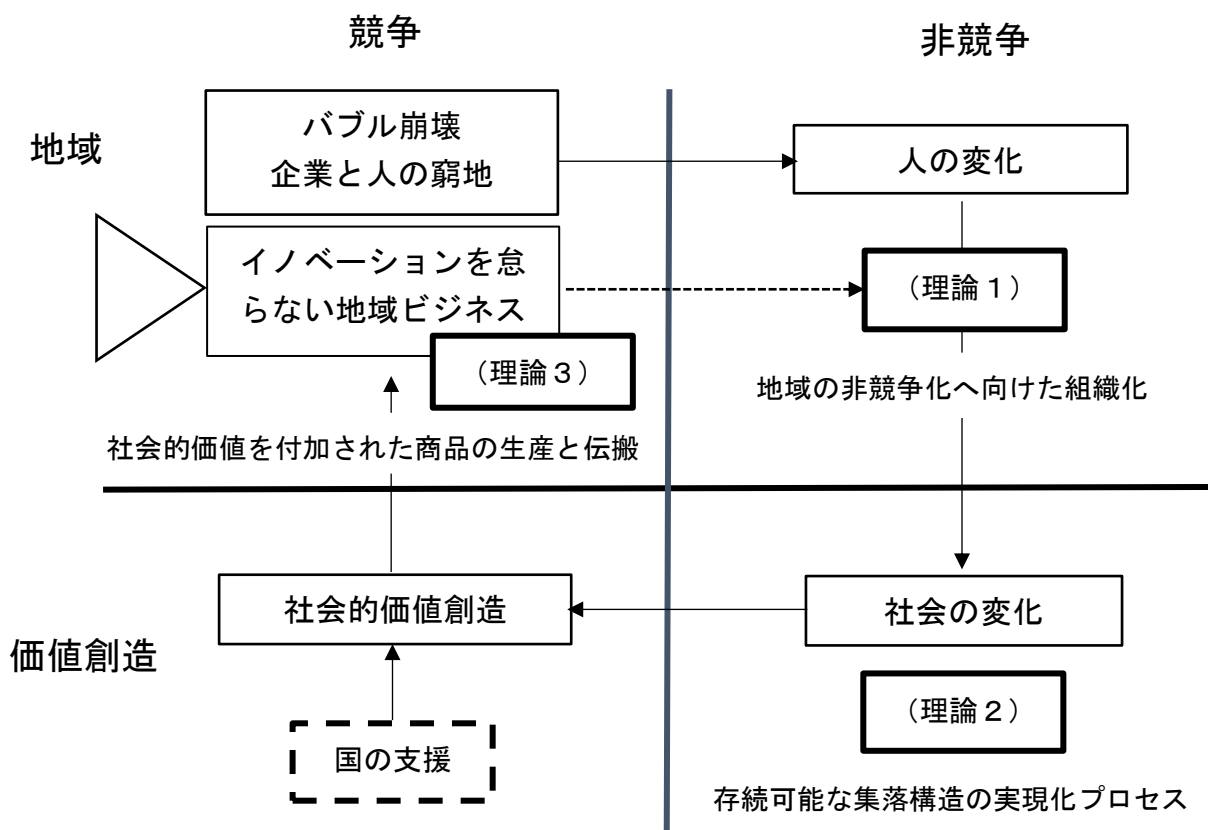 競争
非競争
地域
バブル崩壊
企業と人の窮地
人の変化
イノベーションを怠
らない地域ビジネス
（理論１）
（理論３）
地域の非競争化へ向けた組織化
社会的価値を付加された商品の生産と伝搬
社会的価値創造
社会の変化
価値創造
（理論２）
国の支援
存続可能な集落構造の実現化プロセス